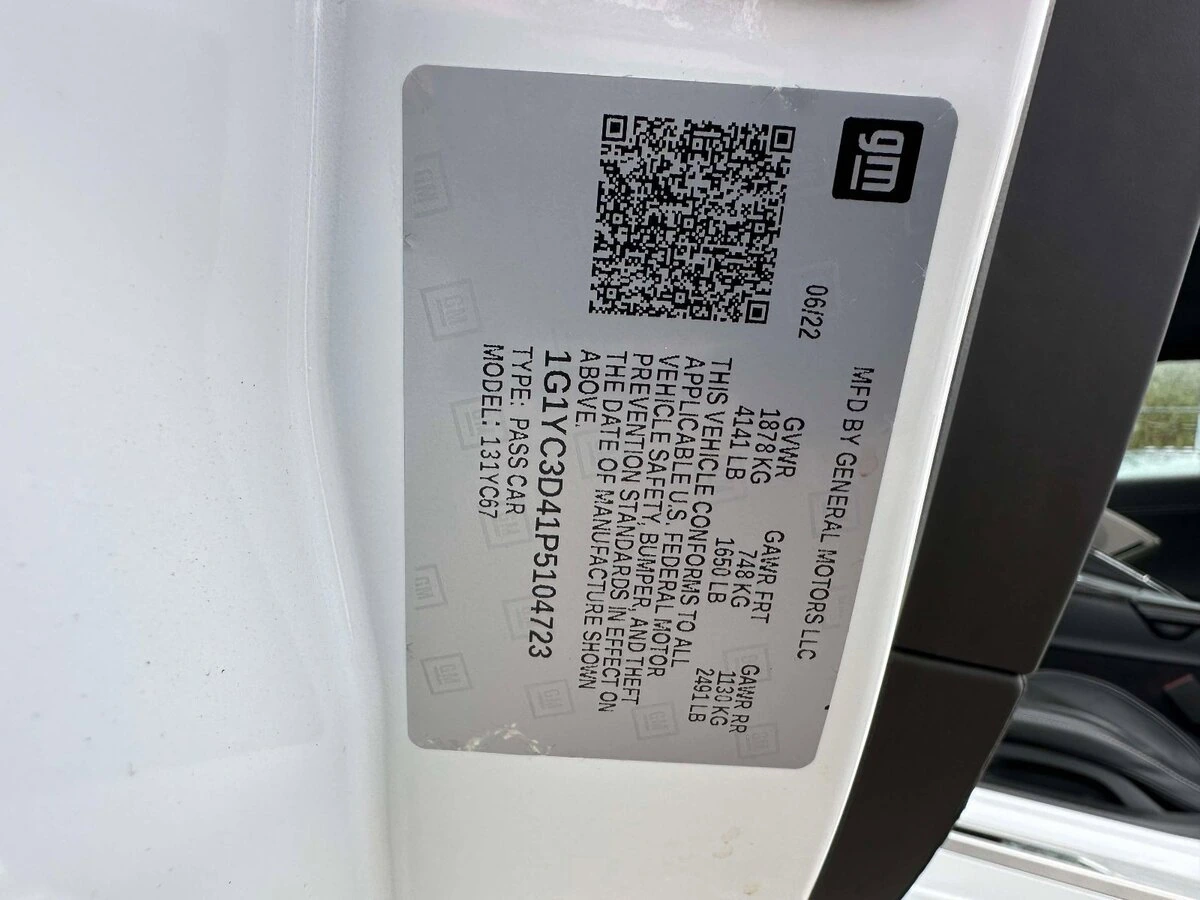 gm
MFD BY GENERAL MOTORS LLC
06/22
GVWR GAWR FRT GAWR RR
1878 KG 748 KG 1130 KG
4141 LB 1650 LB 2491 LB
THIS VEHICLE CONFORMS TO ALL
APPLICABLE U.S. FEDERAL MOTOR
VEHICLE SAFETY, BUMPER, AND THEFT
PREVENTION STANDARDS IN EFFECT ON
THE DATE OF MANUFACTURE SHOWN
ABOVE.
1G1YC3D41P5104723
TYPE: PASS CAR
MODEL: 131YC67